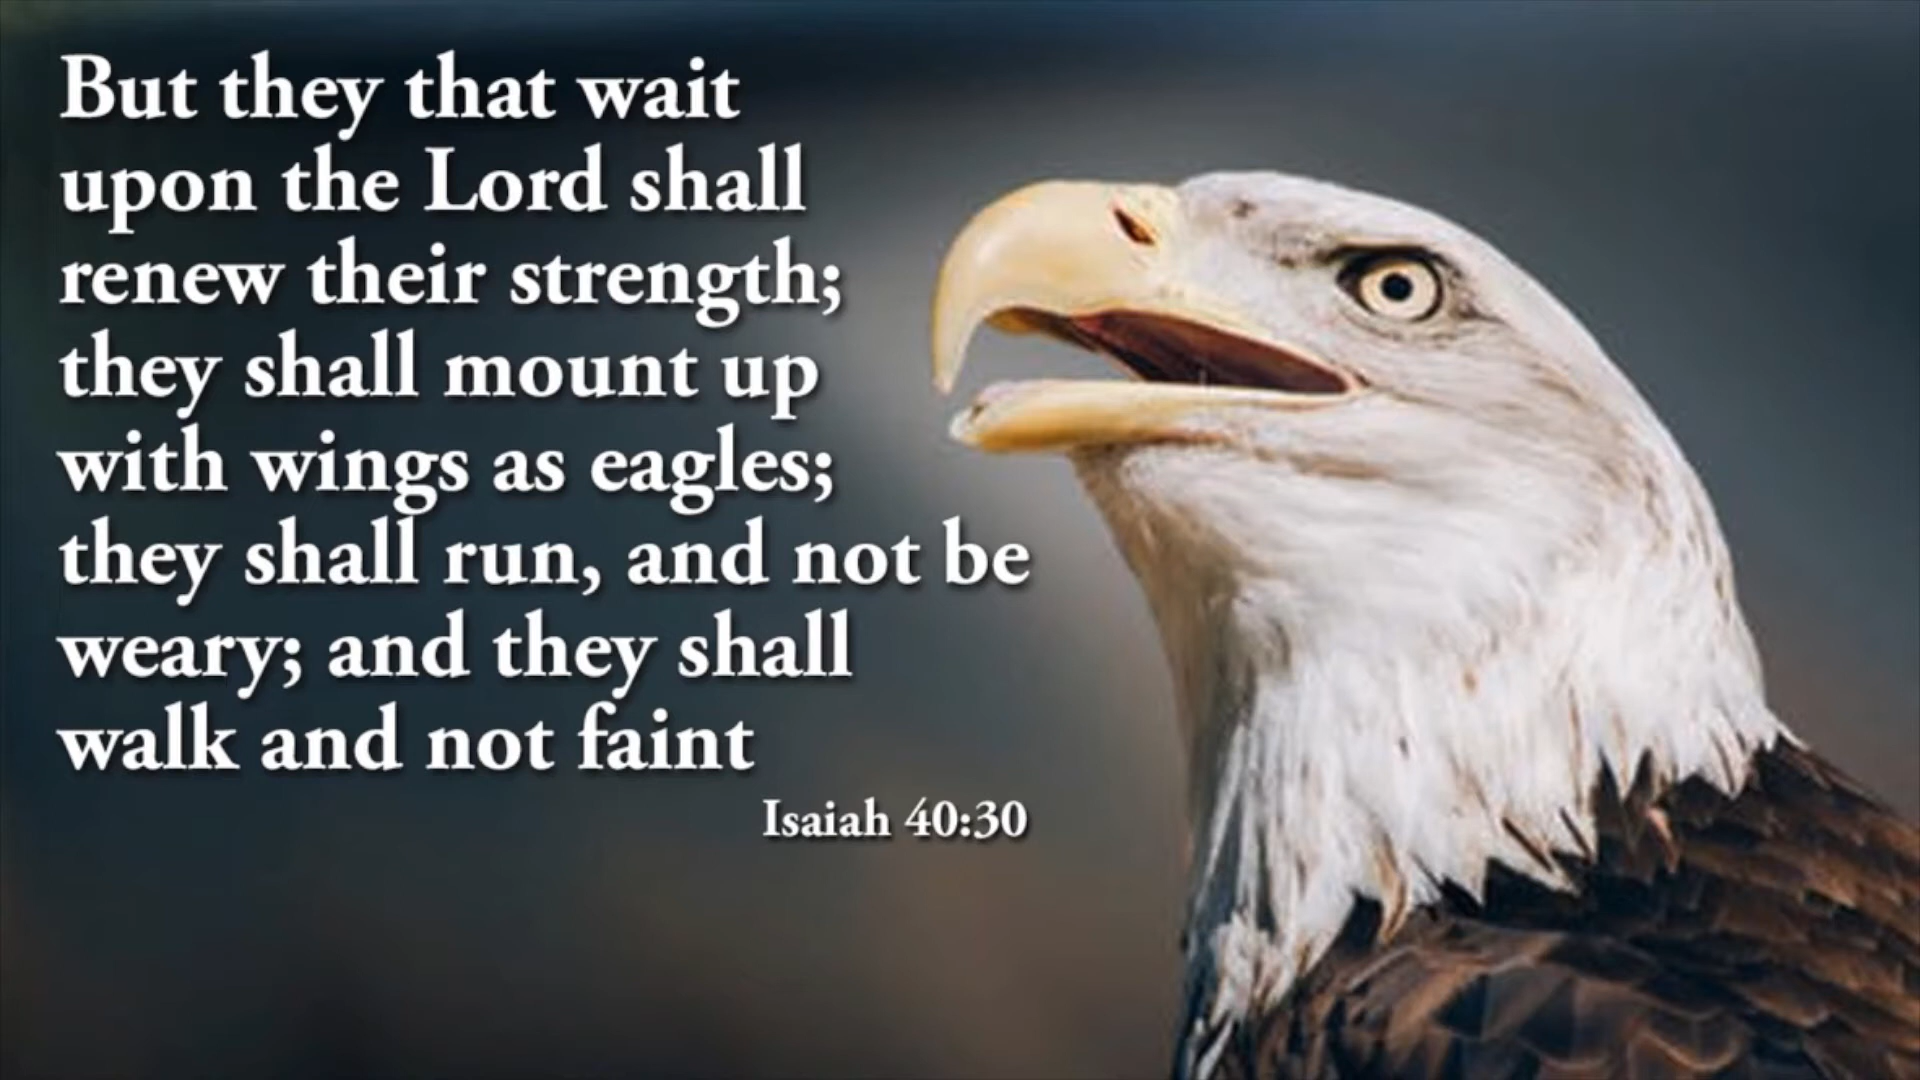 But they that wait
upon the Lord shall
renew their strength;
they shall mount up
with wings as eagles;
they shall run, and not be
weary; and they shall
walk and not faint
Isaiah 40:30